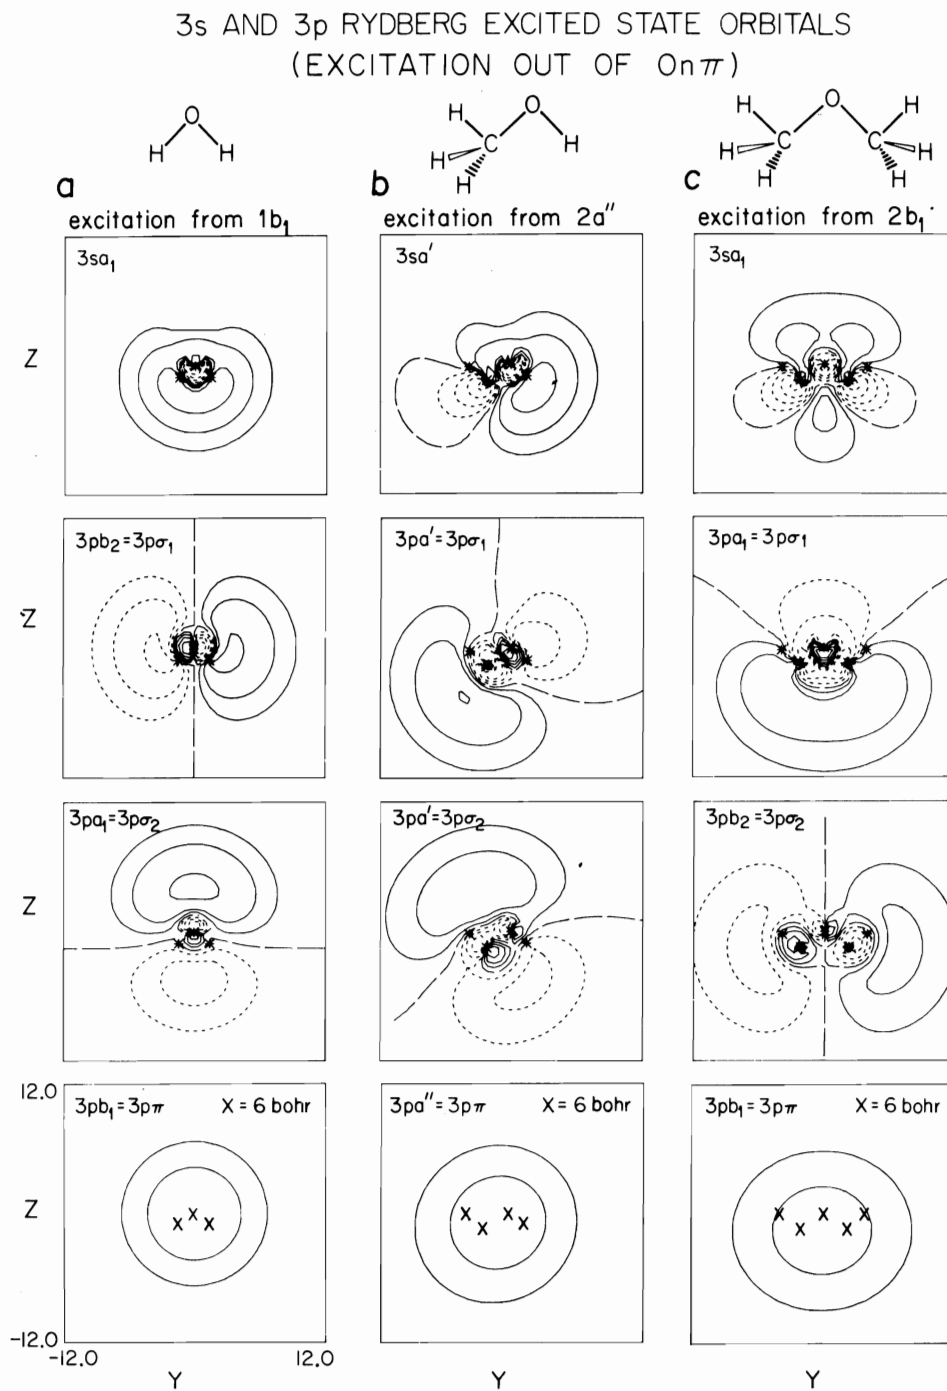 3s AND 3p RYDBERG EXCITED STATE ORBITALS
(EXCITATION OUT OF Onπ)
O
H H
H O
C H
H
H
H O H
C C
H H
H H
a b c
excitation from 1b₁
excitation from 2a″
excitation from 2b₁
3sa₁
3sa′
3sa₁
Z
3pb₂=3pσ₁
3pa′=3pσ₁
3pa₁=3pσ₁
Z
3pa₁=3pσ₂
3pa′=3pσ₂
3pb₂=3pσ₂
Z
12.0
3pb₁=3pπ X=6 bohr
3pa″=3pπ X=6 bohr
3pb₁=3pπ X=6 bohr
Z
-12.0
-12.0 12.0
Y Y Y